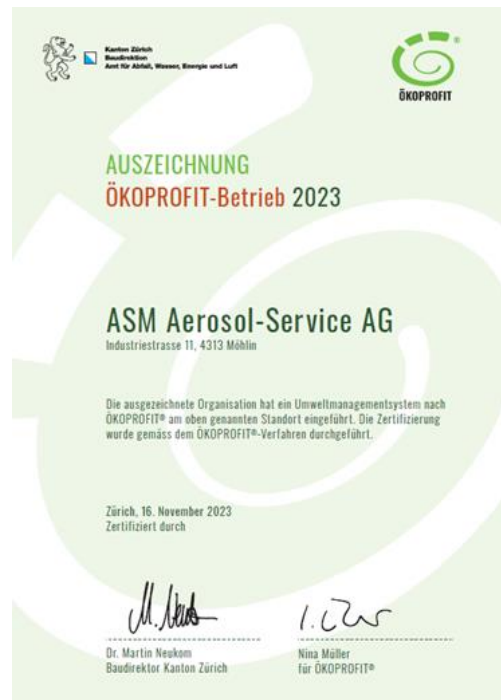 Kanton Zürich
Baudirektion
Amt für Abfall, Wasser, Energie und Luft
ÖKOPROFIT
AUSZEICHNUNG
ÖKOPROFIT-Betrieb 2023
ASM Aerosol-Service AG
Industriestrasse 11, 4313 Möhlin
Die ausgezeichnete Organisation hat ein Umweltmanagementsystem nach
ÖKOPROFIT® am oben genannten Standort eingeführt. Die Zertifizierung
wurde gemäss dem ÖKOPROFIT®-Verfahren durchgeführt.
Zürich, 16. November 2023
Zertifiziert durch
Dr. Martin Neukom
Baudirektor Kanton Zürich
Nina Müller
für ÖKOPROFIT®